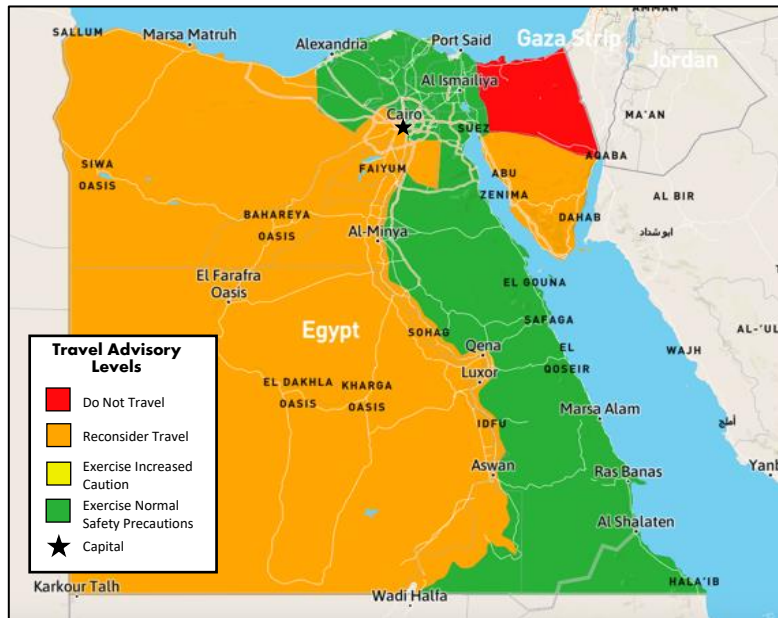 AMMAN
SALLUM
Marsa Matruh
Alexandria
Port Said
Gaza Strip
Jordan
Al Ismailiya
Cairo
MA'AN
SUEZ
AQABA
SIWA
OASIS
FAIYUM
ABU
ZENIMA
AL BIR
DAHAB
BAHAREYA
OASIS
Al-Minya
ابو شداد
El Farafra
Oasis
EL GOUNA
SAFAGA
Egypt
SOHAG
Qena
EL
QOSEIR
WAJH
AL-'UL
Luxor
EL DAKHLA
OASIS
KHARGA
OASIS
Marsa Alam
أملج
IDFU
Aswan
Ras Banas
Yanb
Al Shalaten
HALA'IB
Karkour Talh
Wadi Halfa
Travel Advisory
Levels
Do Not Travel
Reconsider Travel
Exercise Increased
Caution
Exercise Normal
Safety Precautions
Capital